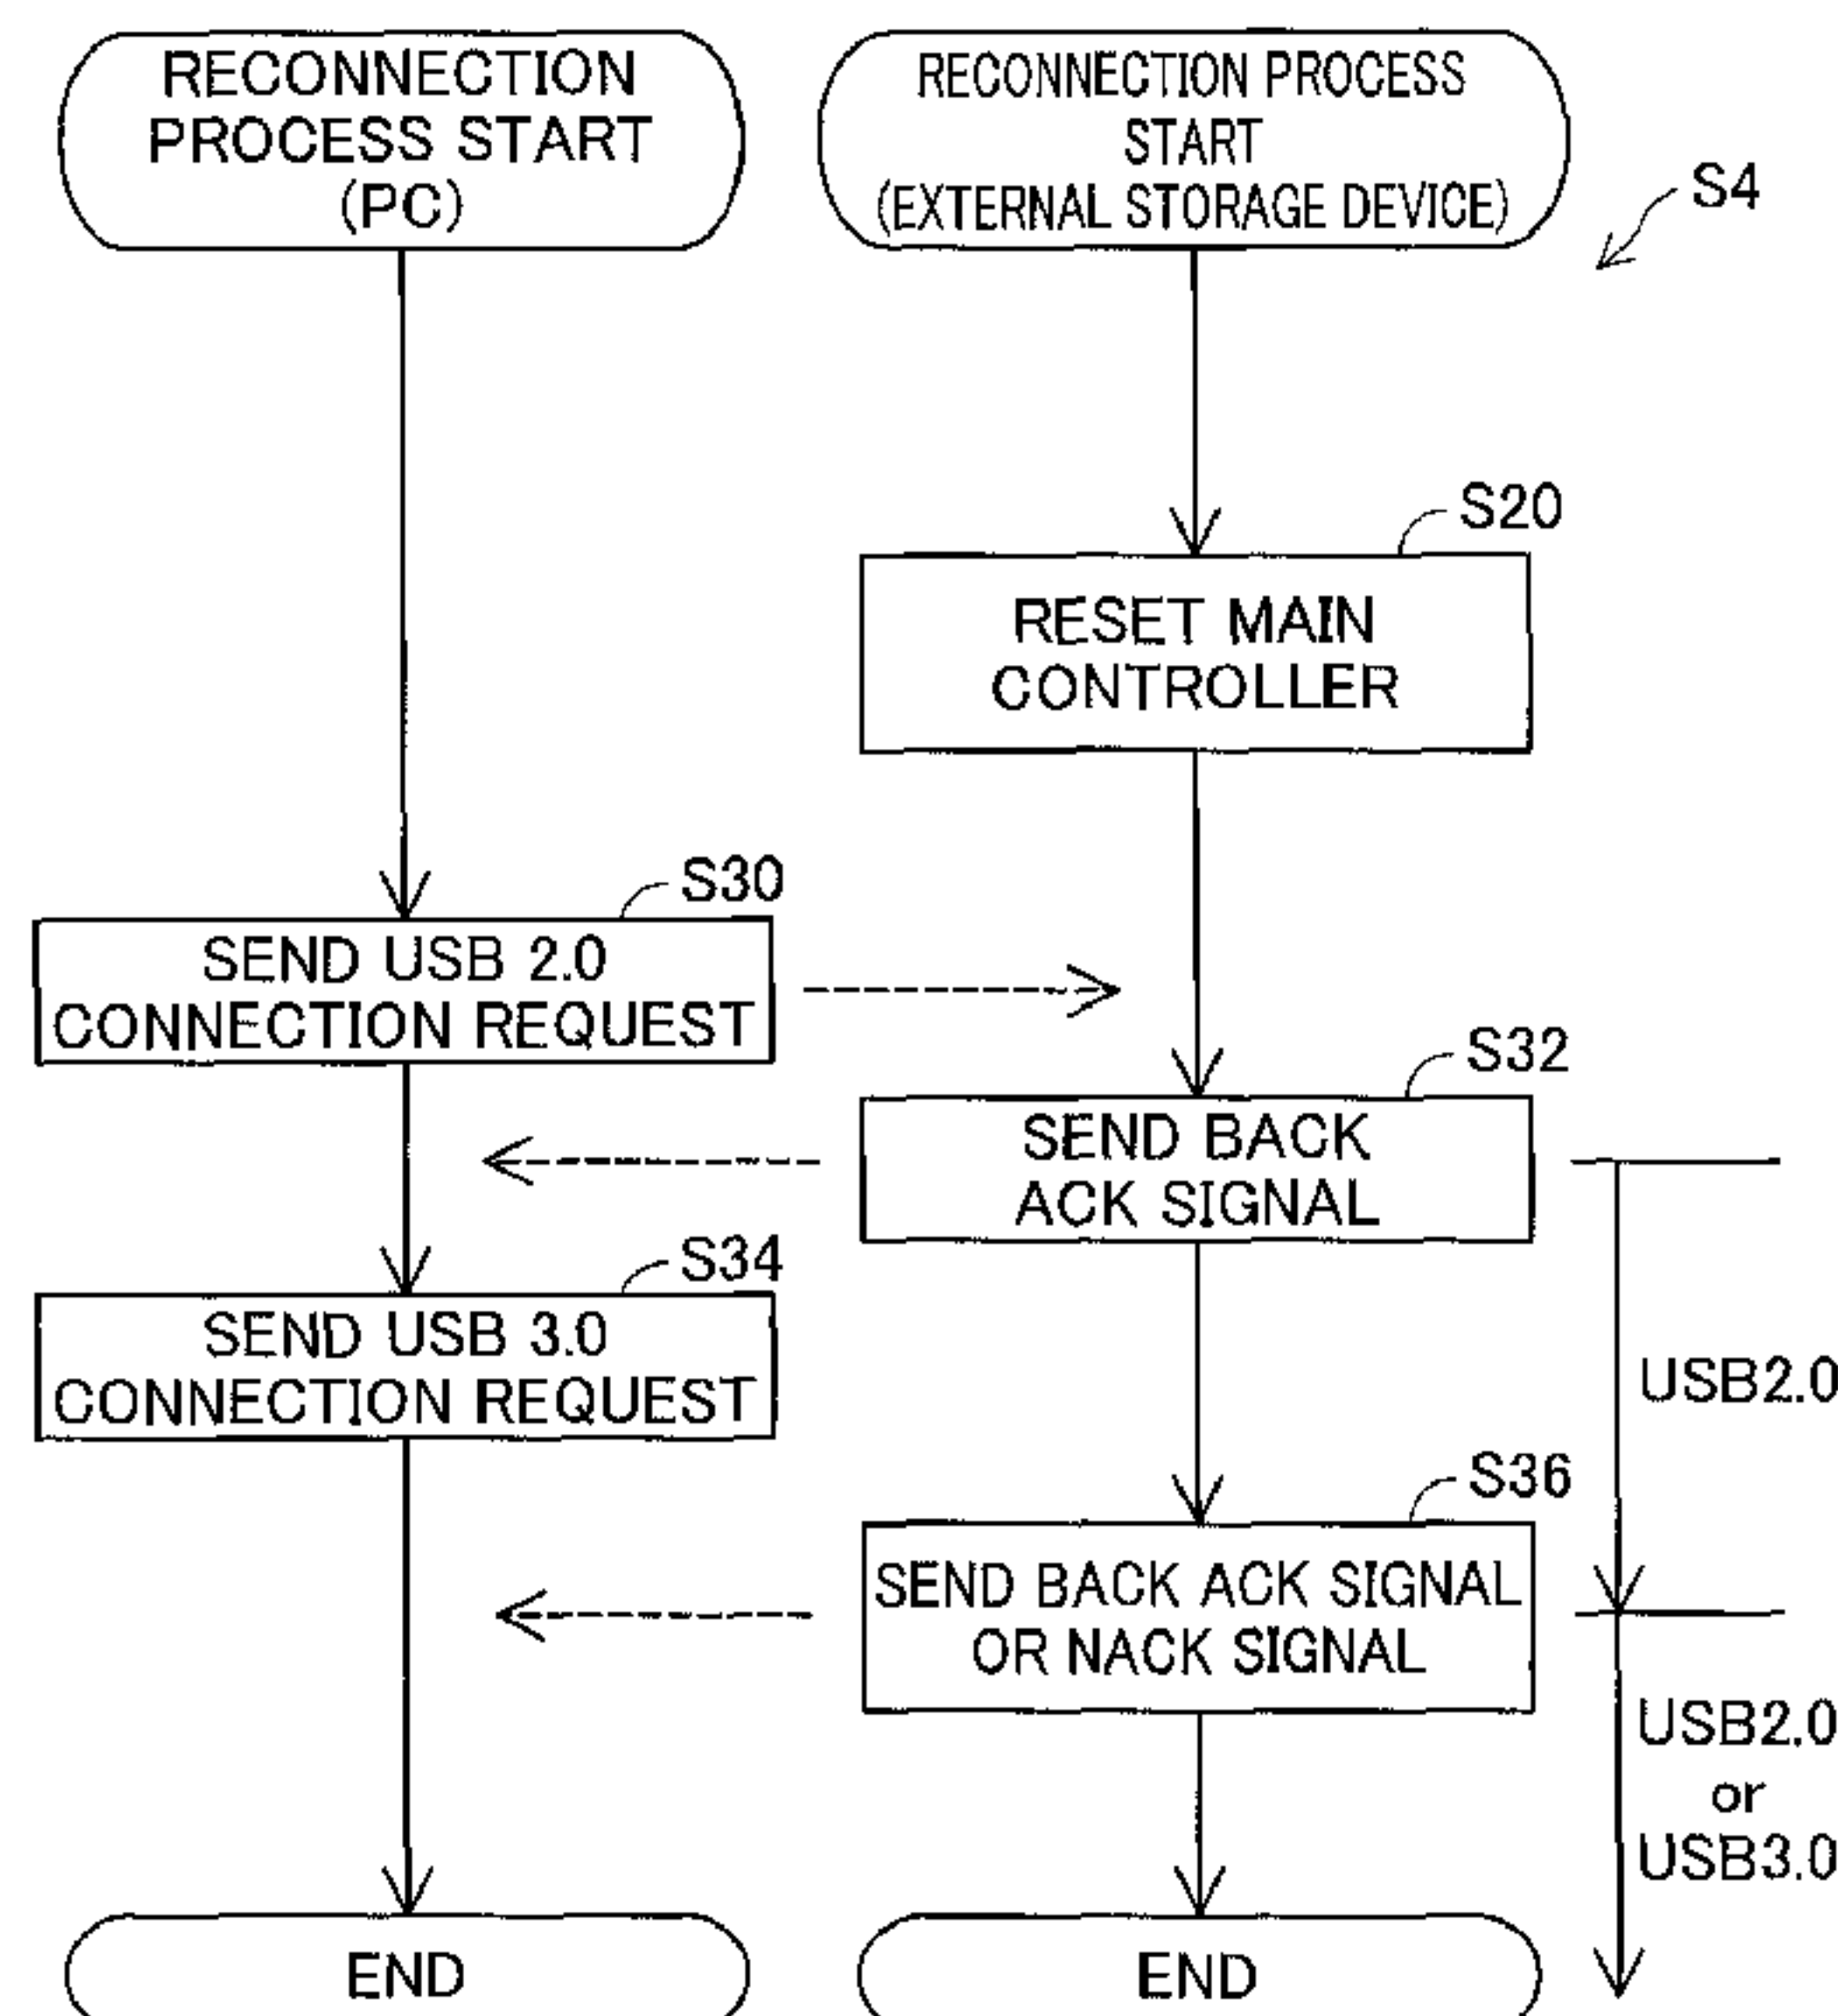 RECONNECTION
PROCESS START
(PC)
RECONNECTION PROCESS
START
(EXTERNAL STORAGE DEVICE)
S4
S20
RESET MAIN
CONTROLLER
S30
SEND USB 2.0
CONNECTION REQUEST
S32
SEND BACK
ACK SIGNAL
S34
SEND USB 3.0
CONNECTION REQUEST
USB2.0
S36
SEND BACK ACK SIGNAL
OR NACK SIGNAL
USB2.0
or
USB3.0
END
END